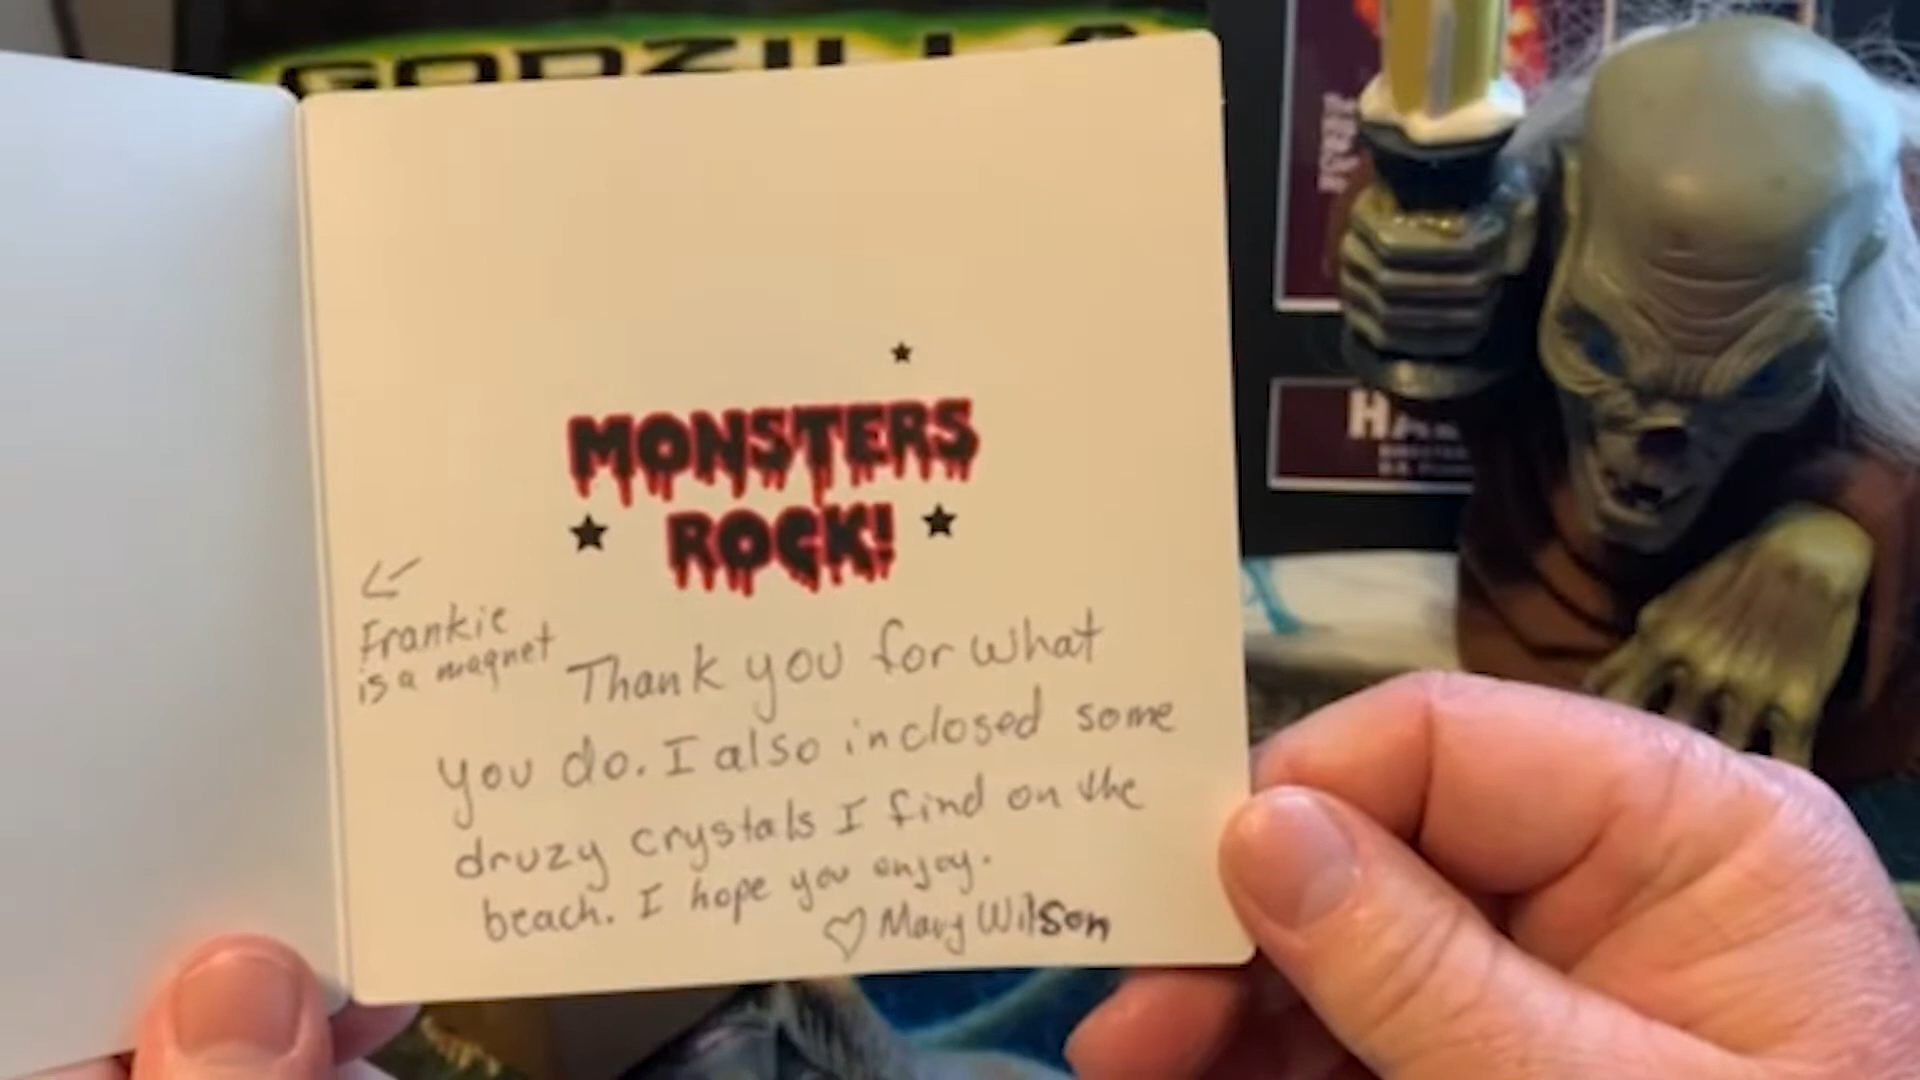 GODZILLA
MONSTERS
ROCK!
Frankie
is a magnet
Thank you for what
you do. I also inclosed some
druzy crystals I find on the
beach. I hope you enjoy.
♡ Mary Wilson